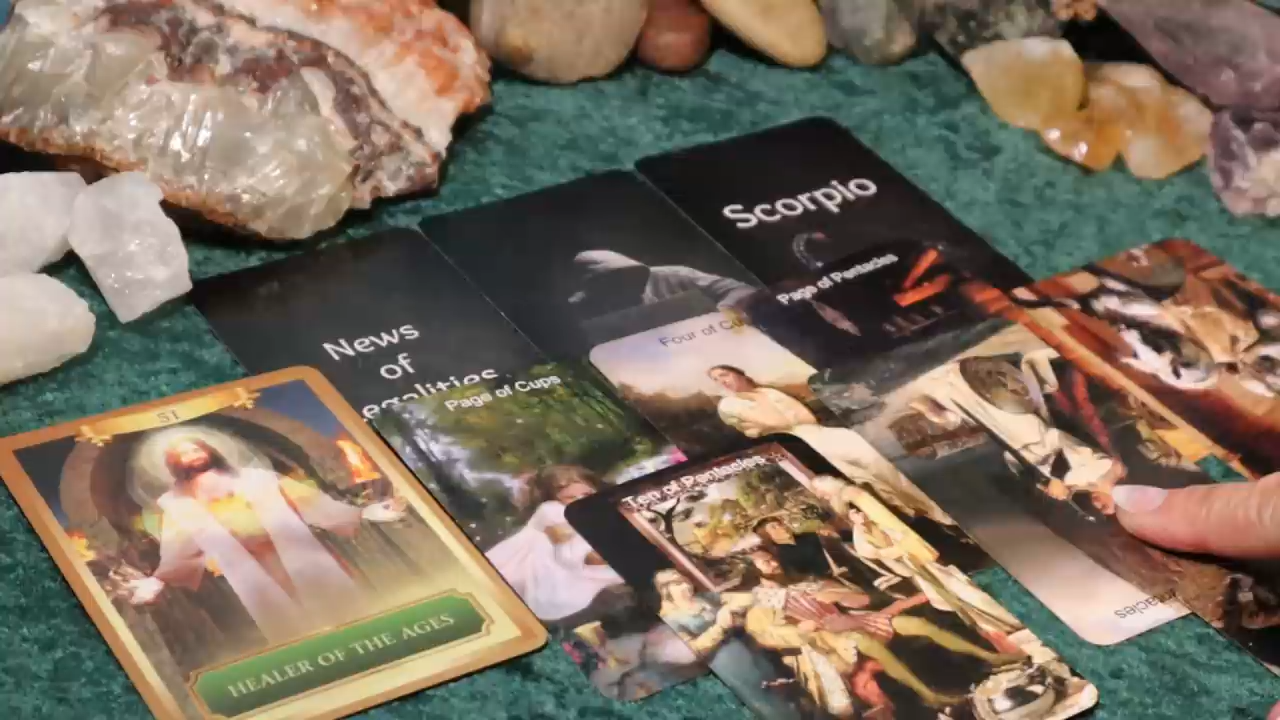 Scorpio
Page of Pentacles
News
of
Four of
Page of Cups
51
Ten of Pentacles
HEALER OF THE AGES